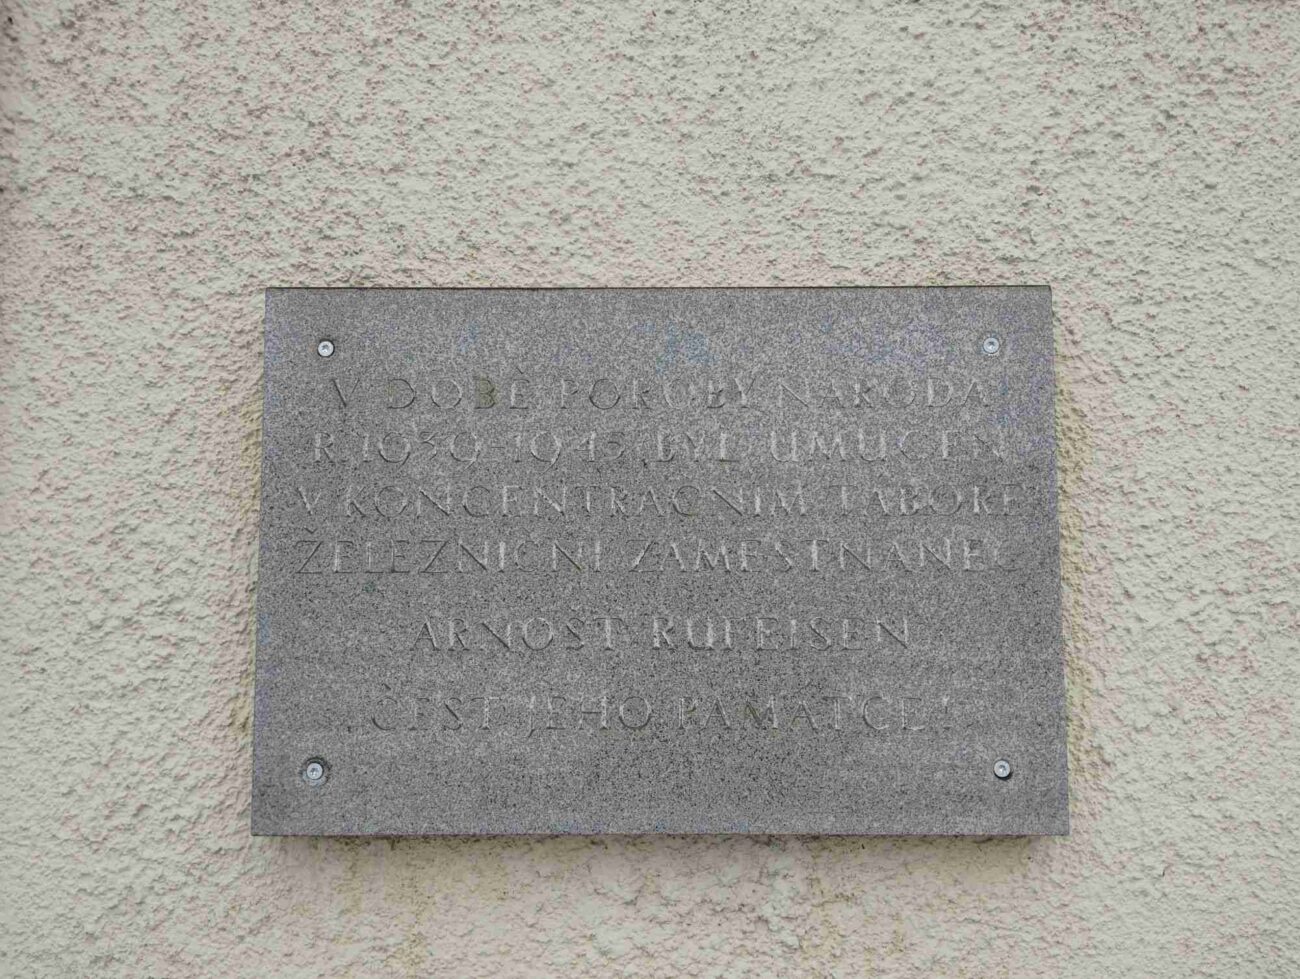 V DOBĚ POROBY NÁRODA
R. 1939-1945 BYL UMUČEN
V KONCENTRAČNÍM TÁBOŘE
ŽELEZNIČNÍ ZAMĚSTNANEC
ARNOŠT RUFEISEN
ČEST JEHO PAMÁTCE!